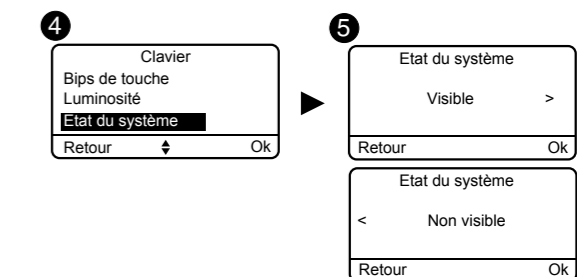 4
Clavier
Bips de touche
Luminosité
Etat du système
Retour Ok
5
Etat du système
Visible >
Retour Ok
Etat du système
< Non visible
Retour Ok